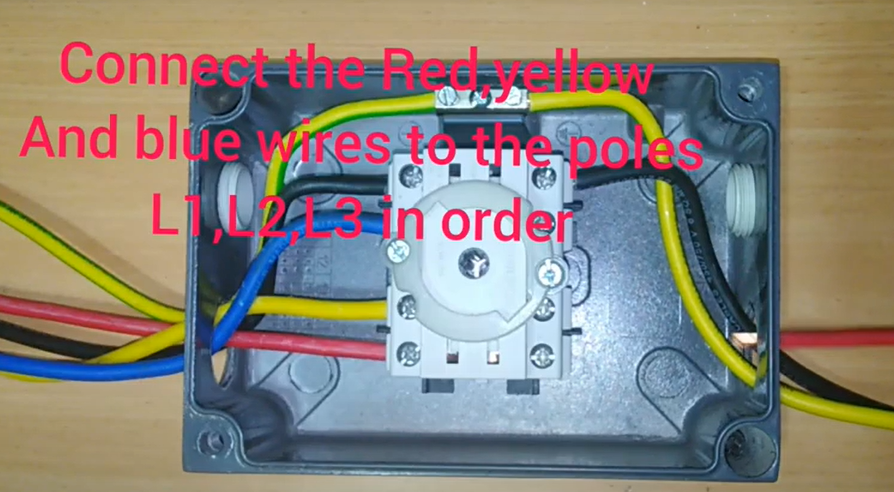 Connect the Red,yellow
And blue wires to the poles
L1,L2,L3 in order